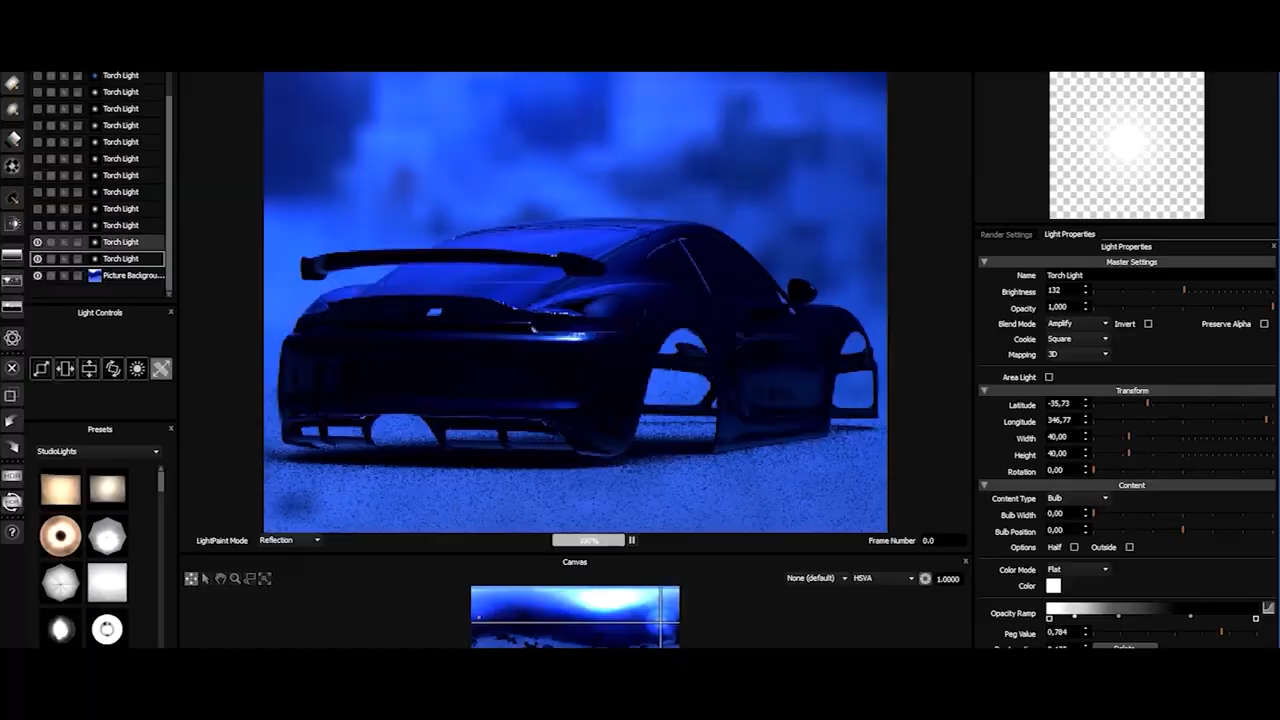 Torch Light
Torch Light
Torch Light
Torch Light
Torch Light
Torch Light
Torch Light
Torch Light
Torch Light
Torch Light
Torch Light
Torch Light
Picture Backgrou...
Light Controls
Presets
StudioLights
HDR
?
LightPaint Mode
Reflection
100%
Frame Number 0.0
Canvas
None (default)
HSVA
1.0000
Render Settings
Light Properties
Light Properties
Master Settings
Name Torch Light
Brightness 132
Opacity 1,000
Blend Mode Amplify Invert Preserve Alpha
Cookie Square
Mapping 3D
Area Light
Transform
Latitude -35,73
Longitude 346,77
Width 40,00
Height 40,00
Rotation 0,00
Content
Content Type Bulb
Bulb Width 0,00
Bulb Position 0,00
Options Half Outside
Color Mode Flat
Color
Opacity Ramp
Peg Value 0,784